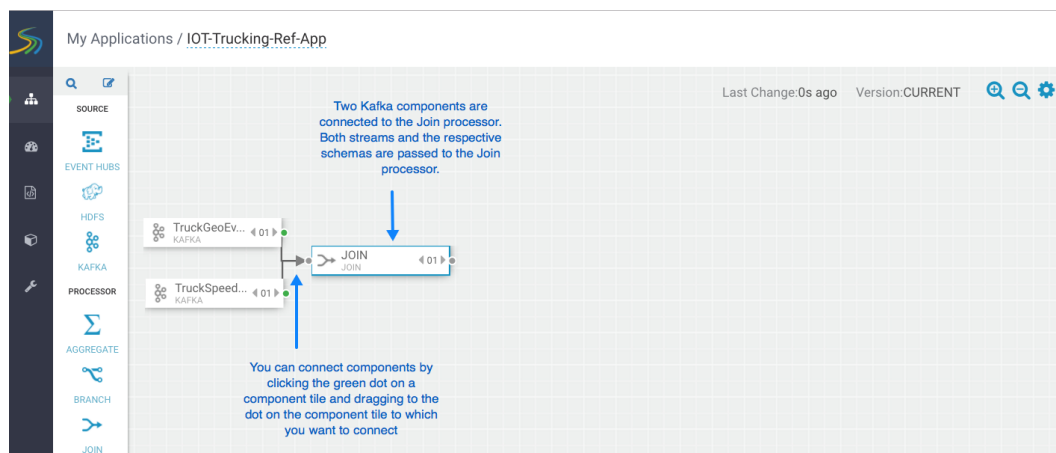 My Applications / IOT-Trucking-Ref-App
Last Change:0s ago Version:CURRENT
SOURCE
EVENT HUBS
HDFS
KAFKA
PROCESSOR
AGGREGATE
BRANCH
JOIN
Two Kafka components are
connected to the Join processor.
Both streams and the respective
schemas are passed to the Join
processor.
TruckGeoEv... 01
KAFKA
JOIN 01
JOIN
TruckSpeed... 01
KAFKA
You can connect components by
clicking the green dot on a
component tile and dragging to the
dot on the component tile to which
you want to connect